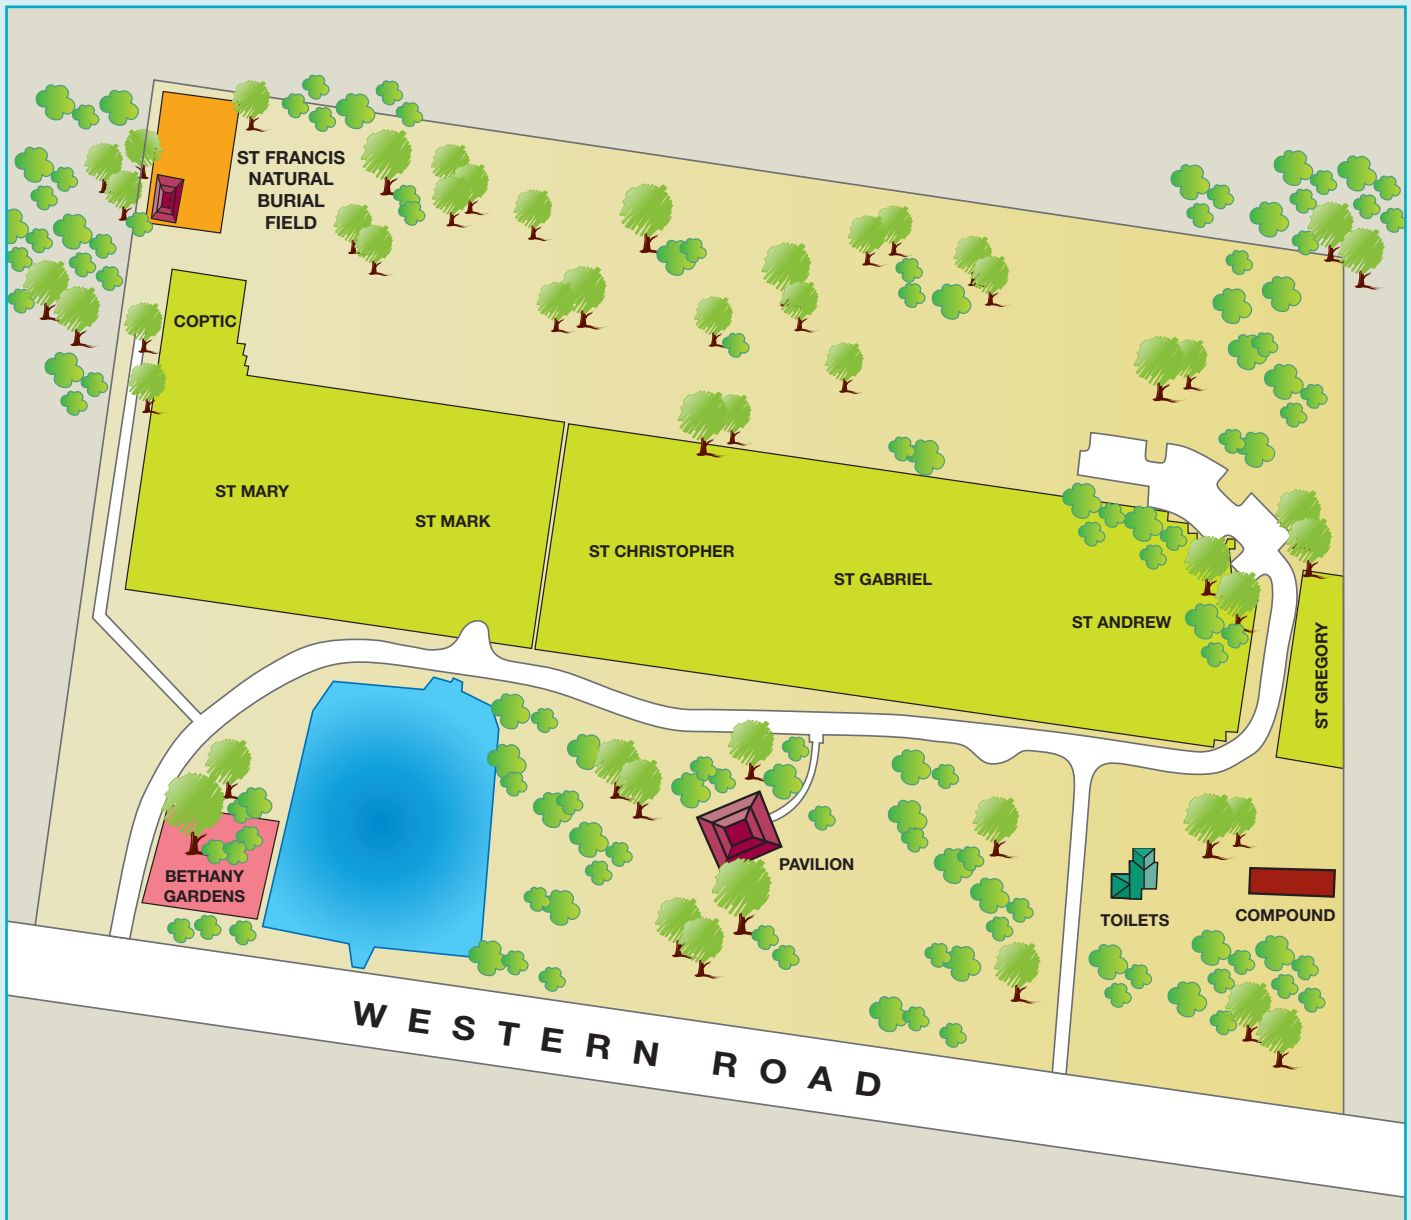 ST FRANCIS
NATURAL
BURIAL
FIELD
COPTIC
ST MARY
ST MARK
ST CHRISTOPHER
ST GABRIEL
ST ANDREW
ST GREGORY
PAVILION
BETHANY
GARDENS
TOILETS
COMPOUND
WESTERN ROAD